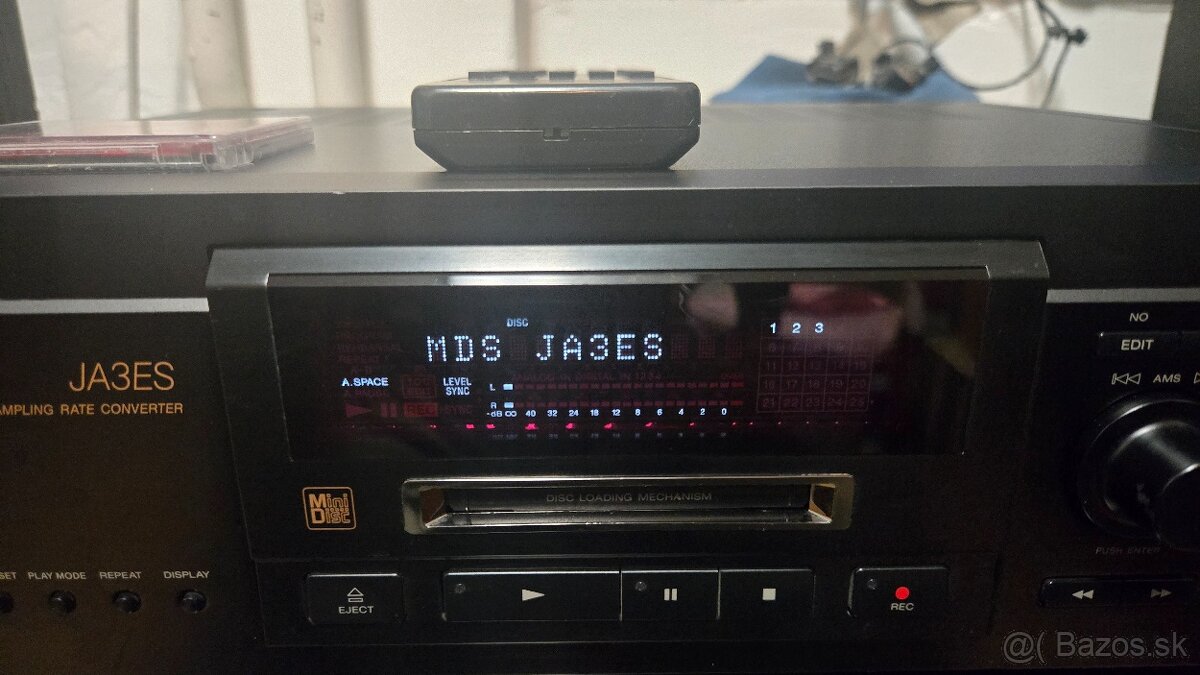 DISC
1 2 3
MDS JA3ES
JA3ES
AMPLING RATE CONVERTER
A.SPACE
LEVEL
SYNC
L
R
-dB ∞ 40 32 24 18 12 8 6 4 2 0
REC
NO
EDIT
AMS
PUSH ENTER
Mini
Disc
DISC LOADING MECHANISM
SET PLAY MODE REPEAT DISPLAY
EJECT
REC
@( Bazos.sk